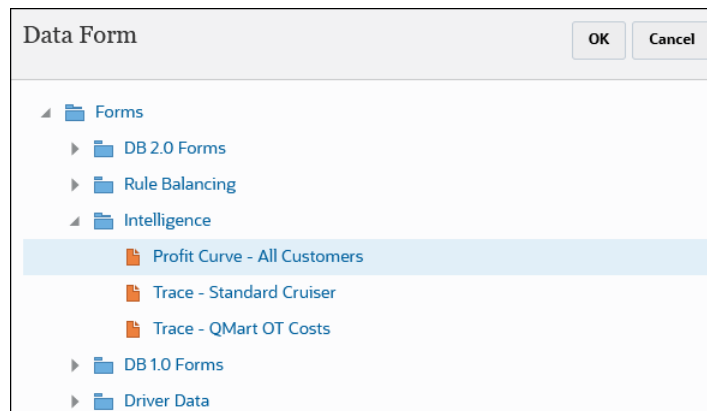 Data Form
OK
Cancel
Forms
DB 2.0 Forms
Rule Balancing
Intelligence
Profit Curve - All Customers
Trace - Standard Cruiser
Trace - QMart OT Costs
DB 1.0 Forms
Driver Data